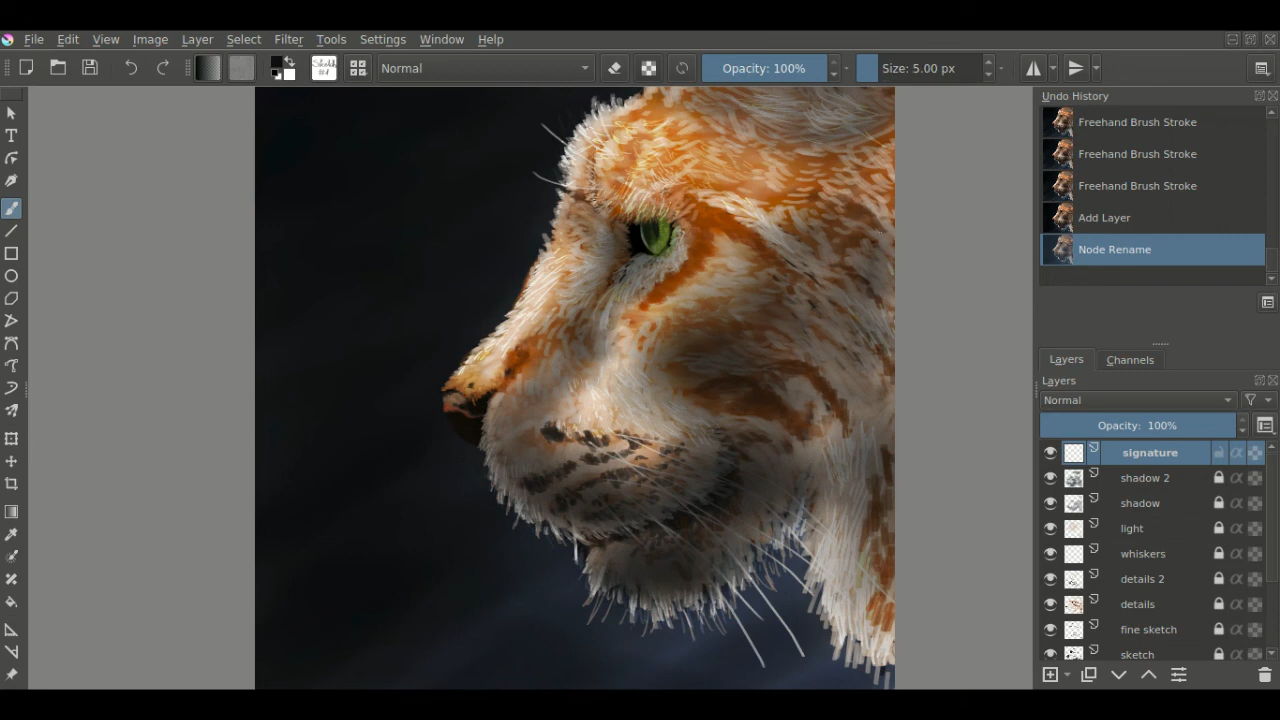 File Edit View Image Layer Select Filter Tools Settings Window Help
Normal Opacity: 100% Size: 5.00 px
Undo History
Freehand Brush Stroke
Freehand Brush Stroke
Freehand Brush Stroke
Add Layer
Node Rename
Layers Channels
Layers
Normal
Opacity: 100%
signature
shadow 2
shadow
light
whiskers
details 2
details
fine sketch
sketch